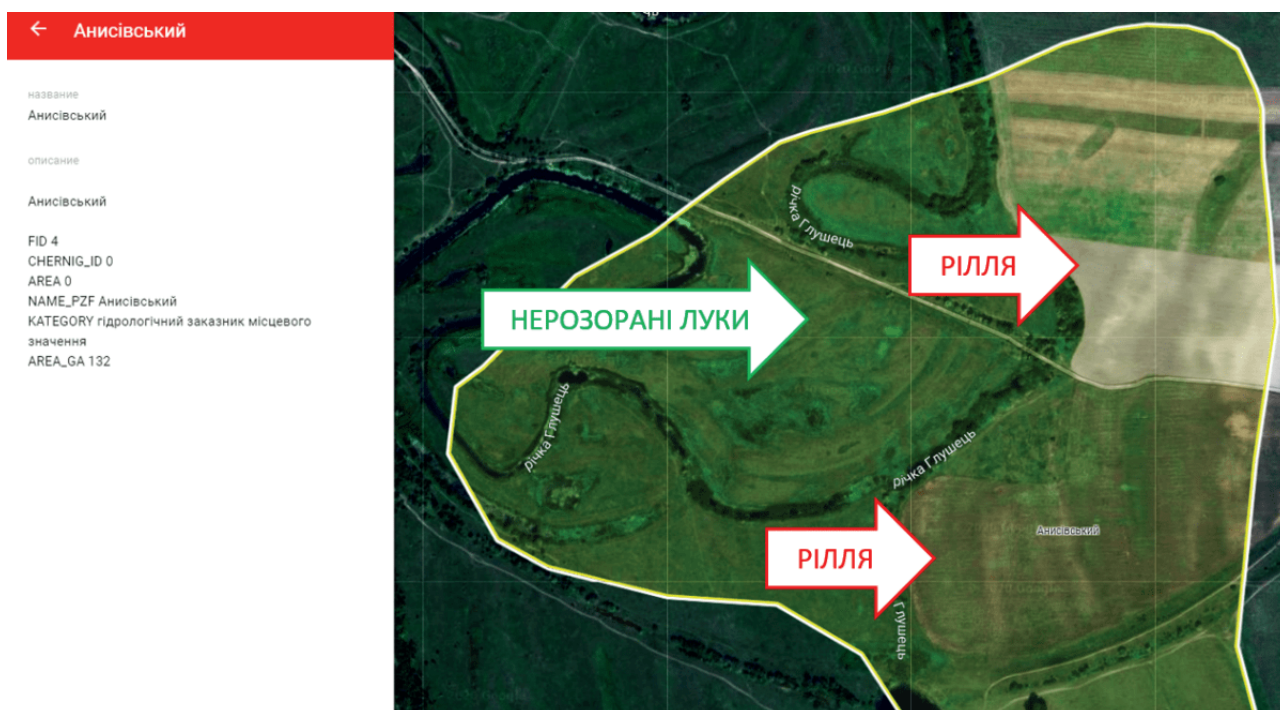 Анисівський
название
Анисівський
описание
Анисівський
FID 4
CHERNIG_ID 0
AREA 0
NAME_PZF Анисівський
KATEGORY гідрологічний заказник місцевого
значення
AREA_GA 132
річка Глушець
РІЛЛЯ
НЕРОЗОРАНІ ЛУКИ
річка Глушець
річка Глушець
Анисівський
РІЛЛЯ
Глушець